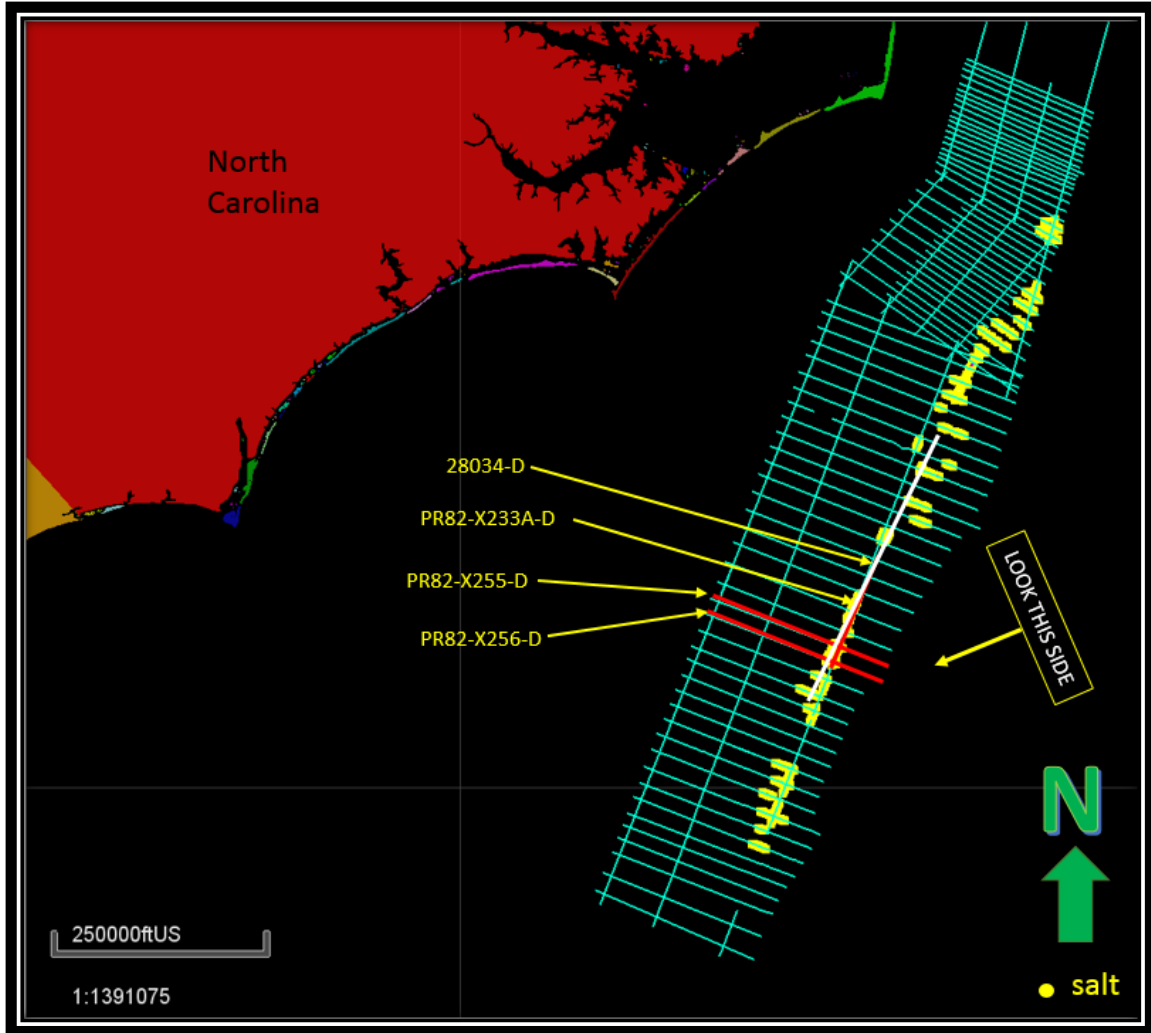 North
Carolina
28034-D
PR82-X233A-D
PR82-X255-D
PR82-X256-D
LOOK THIS SIDE
N
250000ftUS
1:1391075
salt